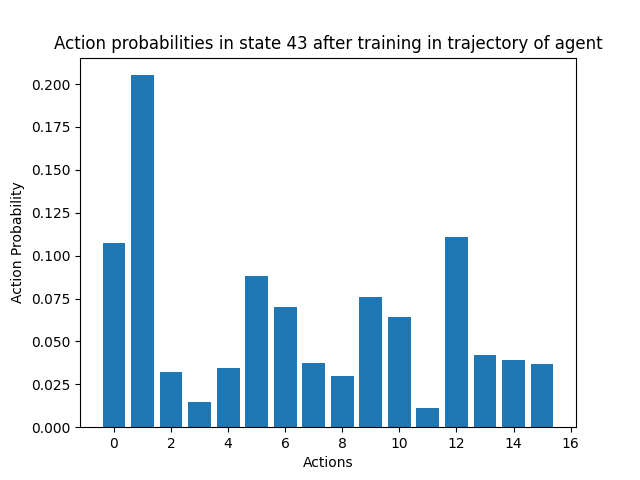 Action probabilities in state 43 after training in trajectory of agent
0.200
0.175
0.150
0.125
0.100
0.075
0.050
0.025
0.000
Action Probability
0 2 4 6 8 10 12 14 16
Actions